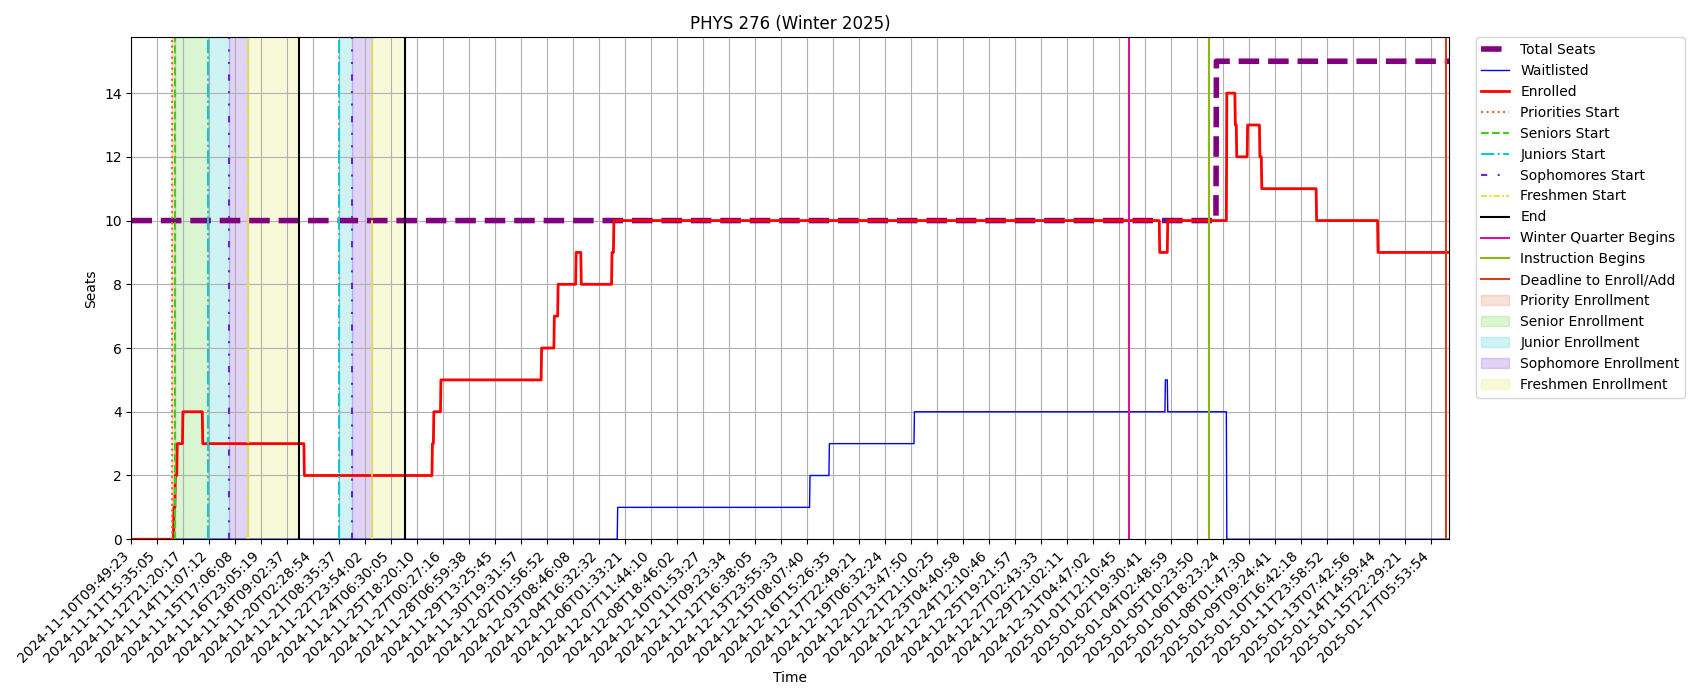 PHYS 276 (Winter 2025)
Seats
14
12
10
8
6
4
2
0
2024-11-10T09:49:23
2024-11-11T15:35:05
2024-11-12T21:20:17
2024-11-14T11:07:12
2024-11-15T17:06:08
2024-11-16T23:05:19
2024-11-18T09:02:37
2024-11-20T02:28:54
2024-11-21T08:35:37
2024-11-22T23:54:02
2024-11-24T06:30:05
2024-11-25T18:20:10
2024-11-27T00:27:16
2024-11-28T06:59:38
2024-11-29T13:25:45
2024-11-30T19:31:57
2024-12-02T01:56:52
2024-12-03T08:46:08
2024-12-04T16:32:32
2024-12-06T01:35:21
2024-12-07T11:44:10
2024-12-08T18:46:02
2024-12-10T01:53:27
2024-12-11T09:23:34
2024-12-12T16:38:05
2024-12-13T23:55:33
2024-12-15T08:07:40
2024-12-16T15:26:35
2024-12-17T22:49:21
2024-12-19T06:32:24
2024-12-20T13:47:50
2024-12-21T21:10:25
2024-12-23T04:40:58
2024-12-24T12:10:46
2024-12-25T19:21:57
2024-12-27T02:43:33
2024-12-29T21:02:11
2024-12-31T04:47:02
2025-01-01T12:10:45
2025-01-02T19:30:41
2025-01-04T02:48:59
2025-01-05T10:23:50
2025-01-06T18:23:24
2025-01-08T01:47:30
2025-01-09T09:24:41
2025-01-10T16:42:18
2025-01-11T23:58:52
2025-01-13T07:42:56
2025-01-14T14:59:44
2025-01-15T22:29:21
2025-01-17T05:53:54
Time
Total Seats
Waitlisted
Enrolled
Priorities Start
Seniors Start
Juniors Start
Sophomores Start
Freshmen Start
End
Winter Quarter Begins
Instruction Begins
Deadline to Enroll/Add
Priority Enrollment
Senior Enrollment
Junior Enrollment
Sophomore Enrollment
Freshmen Enrollment